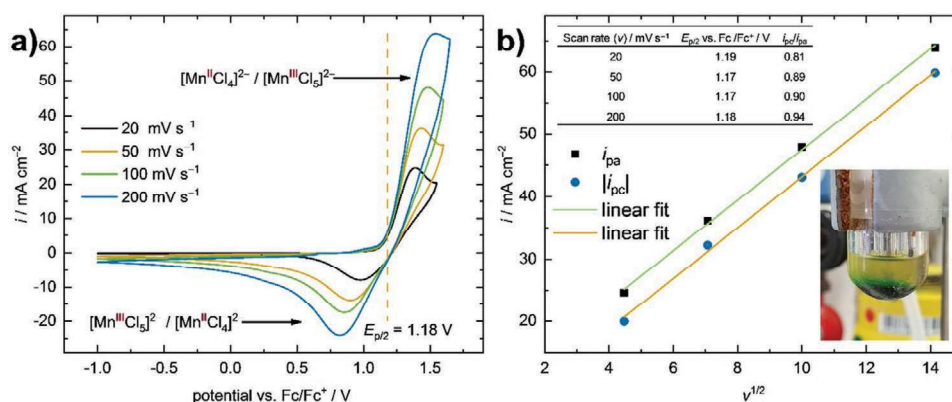 a)
60
50
40
30
20
10
0
-10
-20
i / mA cm⁻²
[MnᴵᴵCl₄]²⁻ / [MnᴵᴵᴵCl₅]²⁻
20 mV s⁻¹
50 mV s⁻¹
100 mV s⁻¹
200 mV s⁻¹
[MnᴵᴵᴵCl₅]² / [MnᴵᴵCl₄]²
Eₚ/₂ = 1.18 V
-1.0 -0.5 0.0 0.5 1.0 1.5
potential vs. Fc/Fc⁺ / V
b)
60
50
40
30
20
i / mA cm⁻²
Scan rate (v) / mV s⁻¹ Eₚ/₂ vs. Fc /Fc⁺ / V iₚc/iₚa
20 1.19 0.81
50 1.17 0.89
100 1.17 0.90
200 1.18 0.94
iₚa
|iₚc|
linear fit
linear fit
2 4 6 8 10 12 14
v¹ᐟ²